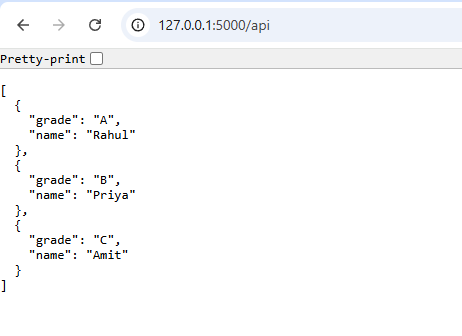 127.0.0.1:5000/api
Pretty-print
[
  {
    "grade": "A",
    "name": "Rahul"
  },
  {
    "grade": "B",
    "name": "Priya"
  },
  {
    "grade": "C",
    "name": "Amit"
  }
]